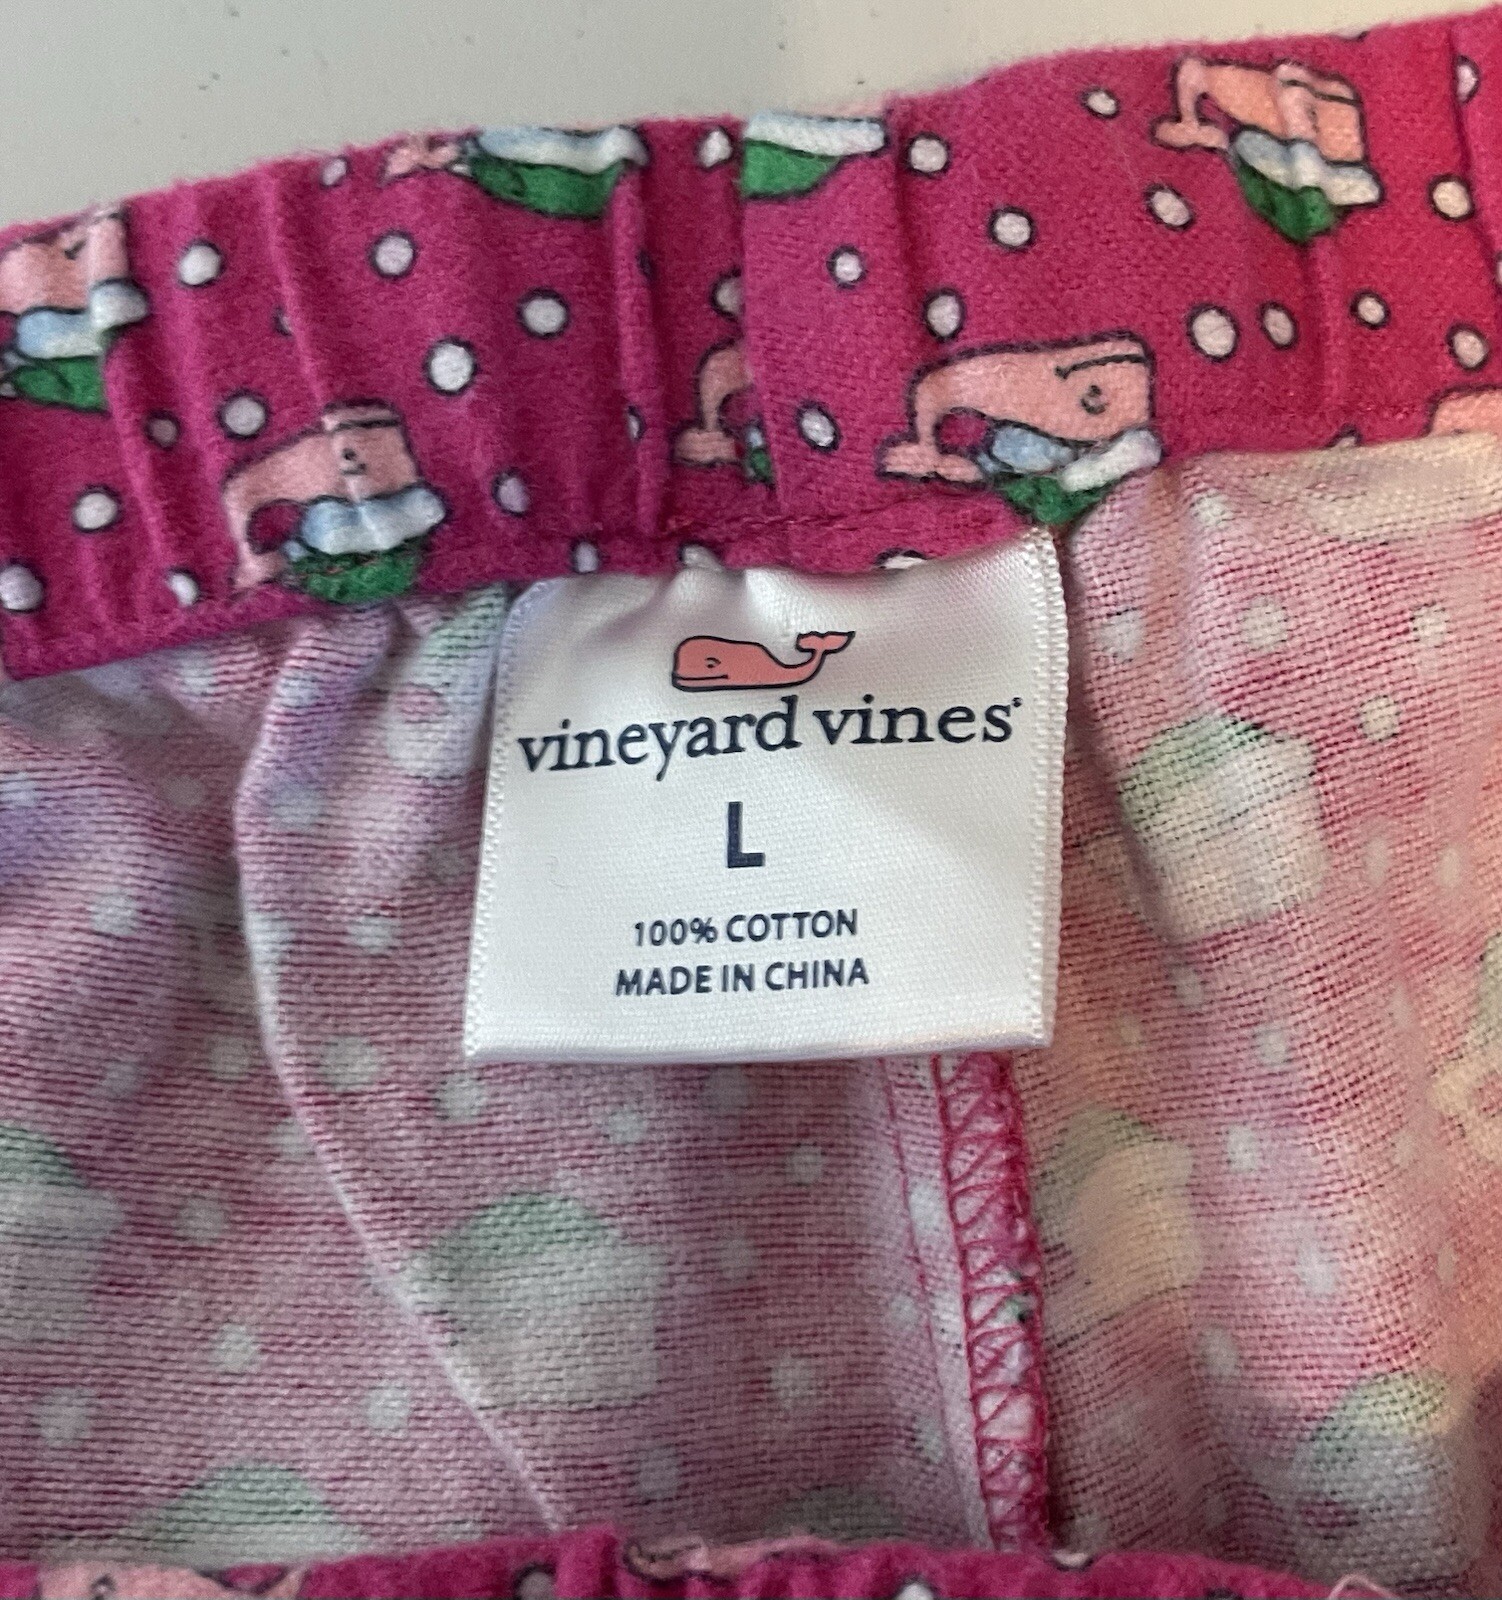 vineyard vines
L
100% COTTON
MADE IN CHINA